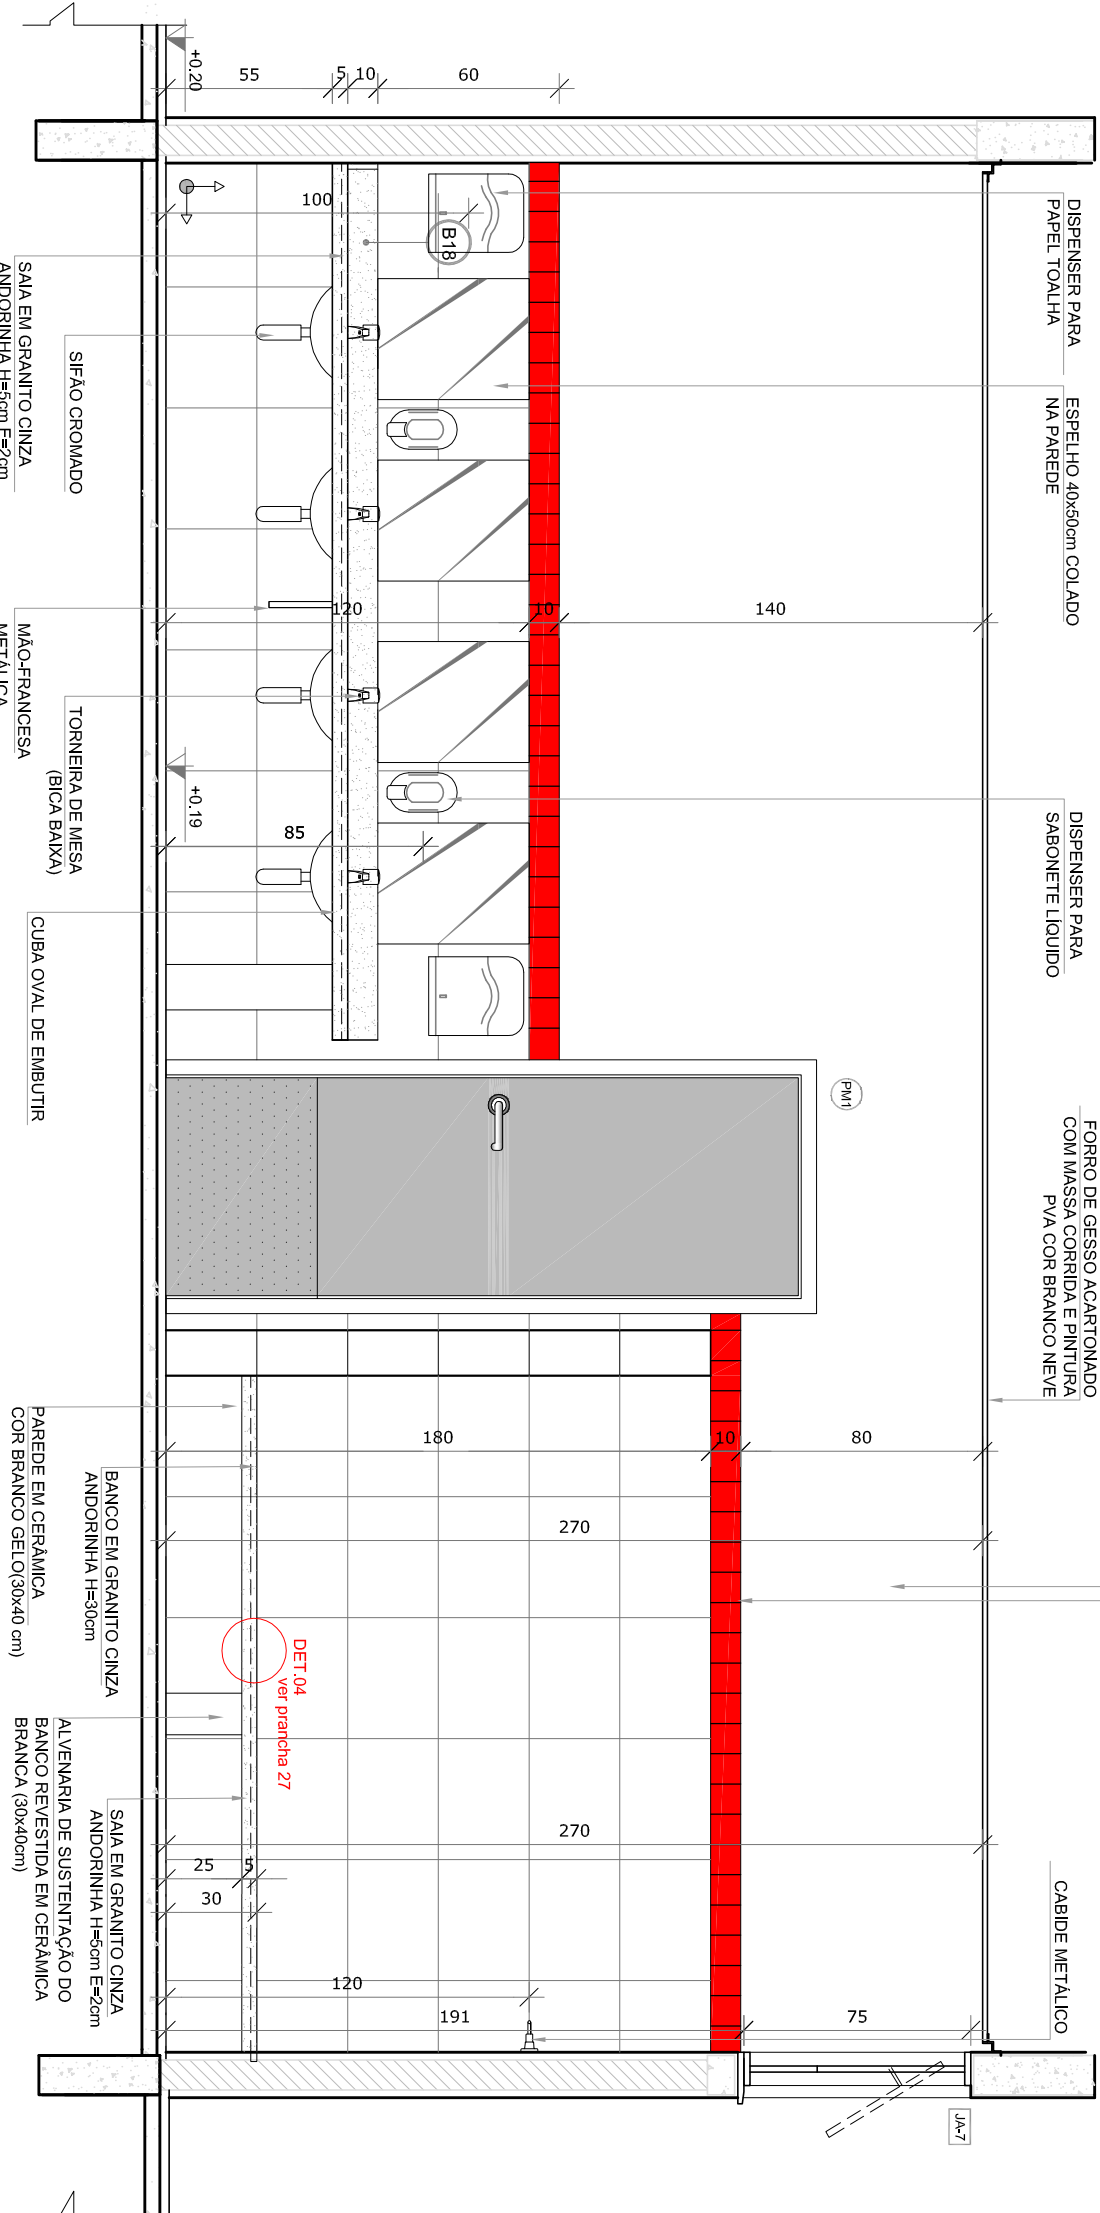 +0.20
55
5
10
60
100
B18
DISPENSER PARA
PAPEL TOALHA
ESPELHO 40x50cm COLADO
NA PAREDE
SAIA EM GRANITO CINZA
ANDORINHA H=5cm E=2cm
SIFÃO CROMADO
120
10
140
MÃO-FRANCESA
METÁLICA
TORNEIRA DE MESA
(BICA BAIXA)
+0.19
85
DISPENSER PARA
SABONETE LÍQUIDO
CUBA OVAL DE EMBUTIR
PM1
FORRO DE GESSO ACARTONADO
COM MASSA CORRIDA E PINTURA
PVA COR BRANCO NEVE
180
10
80
270
PAREDE EM CERÂMICA
COR BRANCO GELO(30x40 cm)
BANCO EM GRANITO CINZA
ANDORINHA H=30cm
DET.04
ver prancha 27
ALVENARIA DE SUSTENTAÇÃO DO
BANCO REVESTIDA EM CERÂMICA
BRANCA (30x40cm)
SAIA EM GRANITO CINZA
ANDORINHA H=5cm E=2cm
270
25
5
30
120
191
75
CABIDE METÁLICO
JA-7